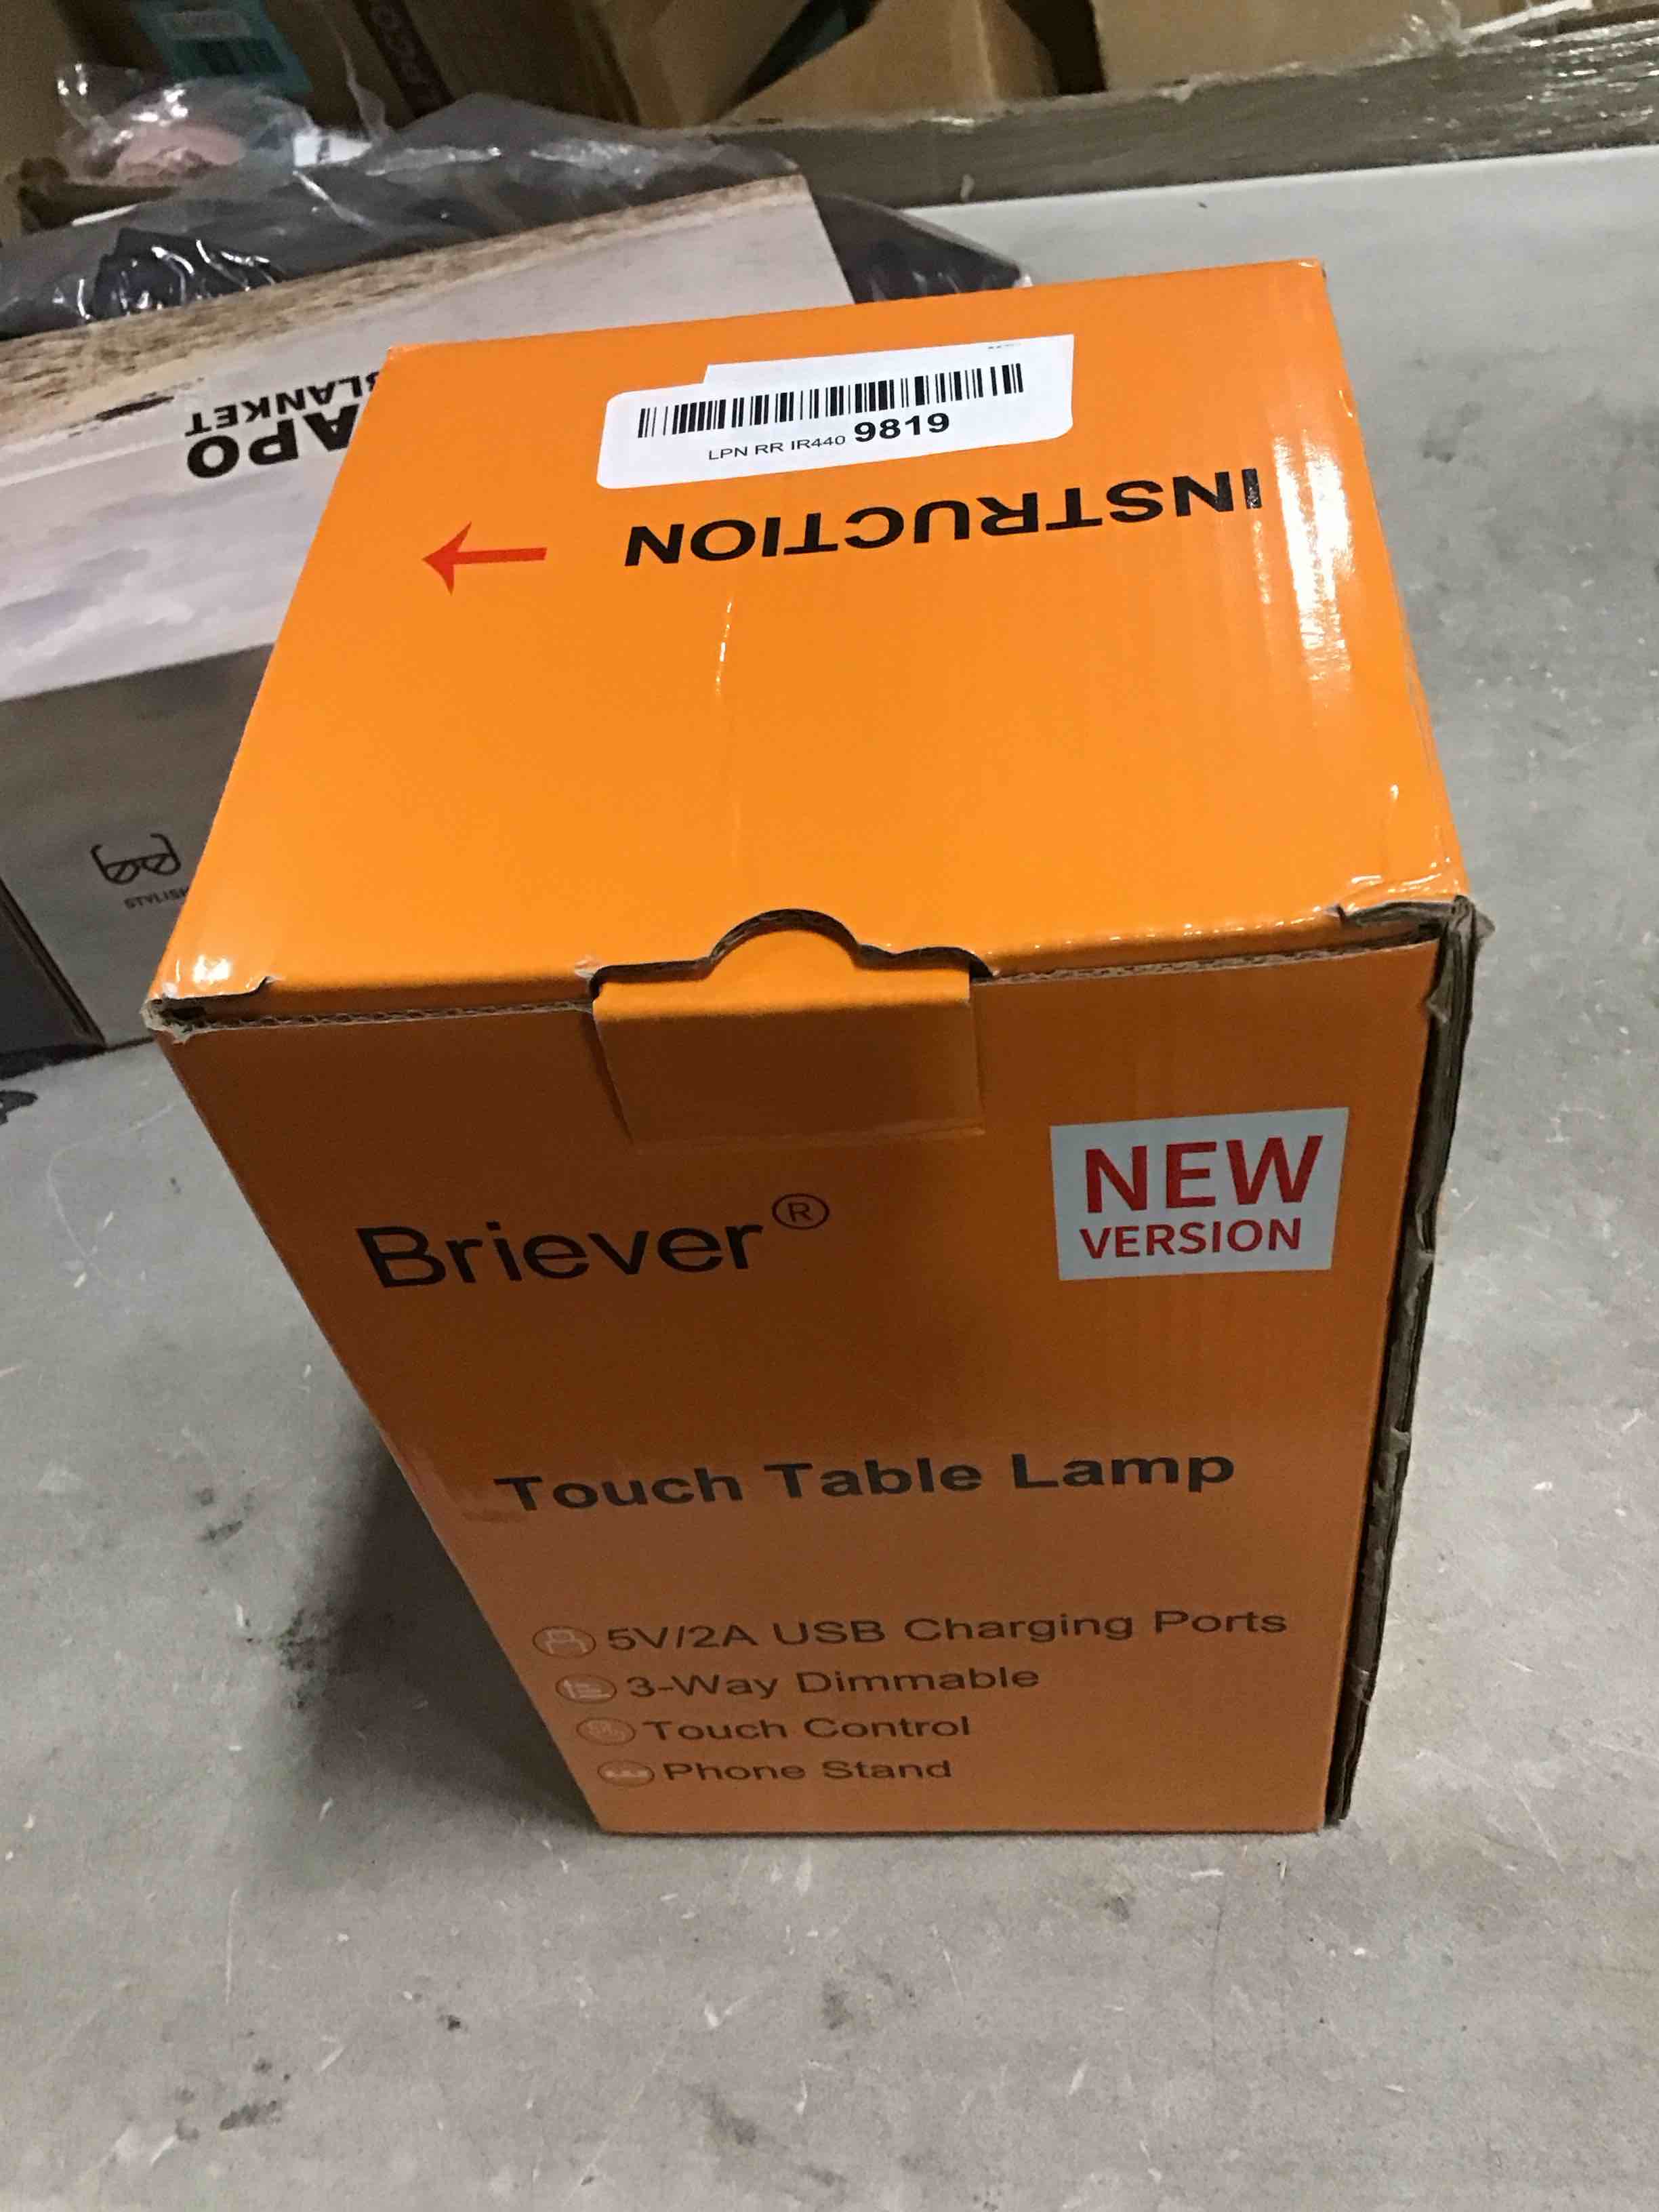 LPN RR IR440 9819
INSTRUCTION
Briever®
NEW
VERSION
Touch Table Lamp
5V/2A USB Charging Ports
3-Way Dimmable
Touch Control
Phone Stand
APO
BLANKET
STYLISH